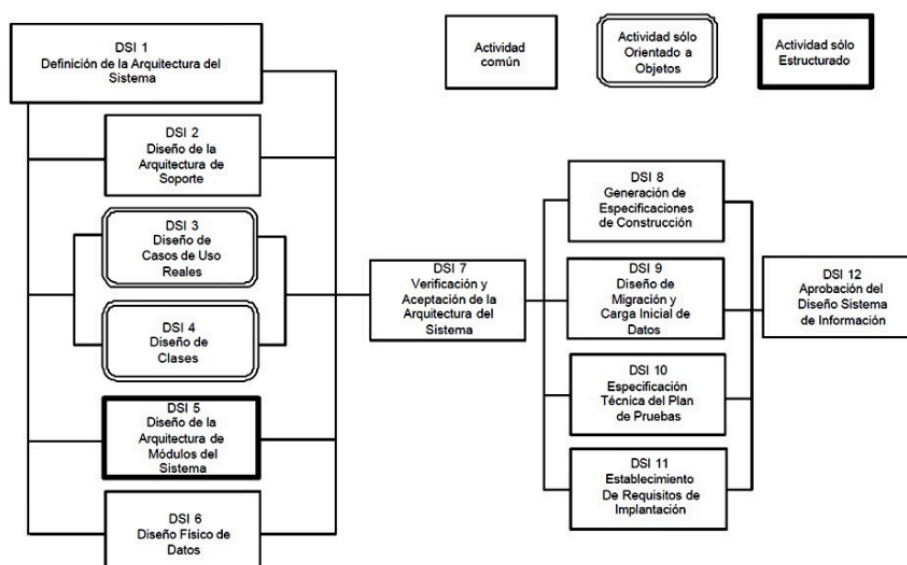 DSI 1
Definición de la Arquitectura del
Sistema
Actividad
común
Actividad sólo
Orientado a
Objetos
Actividad sólo
Estructurado
DSI 2
Diseño de la
Arquitectura de
Soporte
DSI 3
Diseño de
Casos de Uso
Reales
DSI 4
Diseño de
Clases
DSI 5
Diseño de la
Arquitectura de
Módulos del
Sistema
DSI 6
Diseño Físico de
Datos
DSI 7
Verificación y
Aceptación de la
Arquitectura del
Sistema
DSI 8
Generación de
Especificaciones
de Construcción
DSI 9
Diseño de
Migración y
Carga Inicial de
Datos
DSI 10
Especificación
Técnica del Plan
de Pruebas
DSI 11
Establecimiento
De Requisitos de
Implantación
DSI 12
Aprobación del
Diseño Sistema
de Información